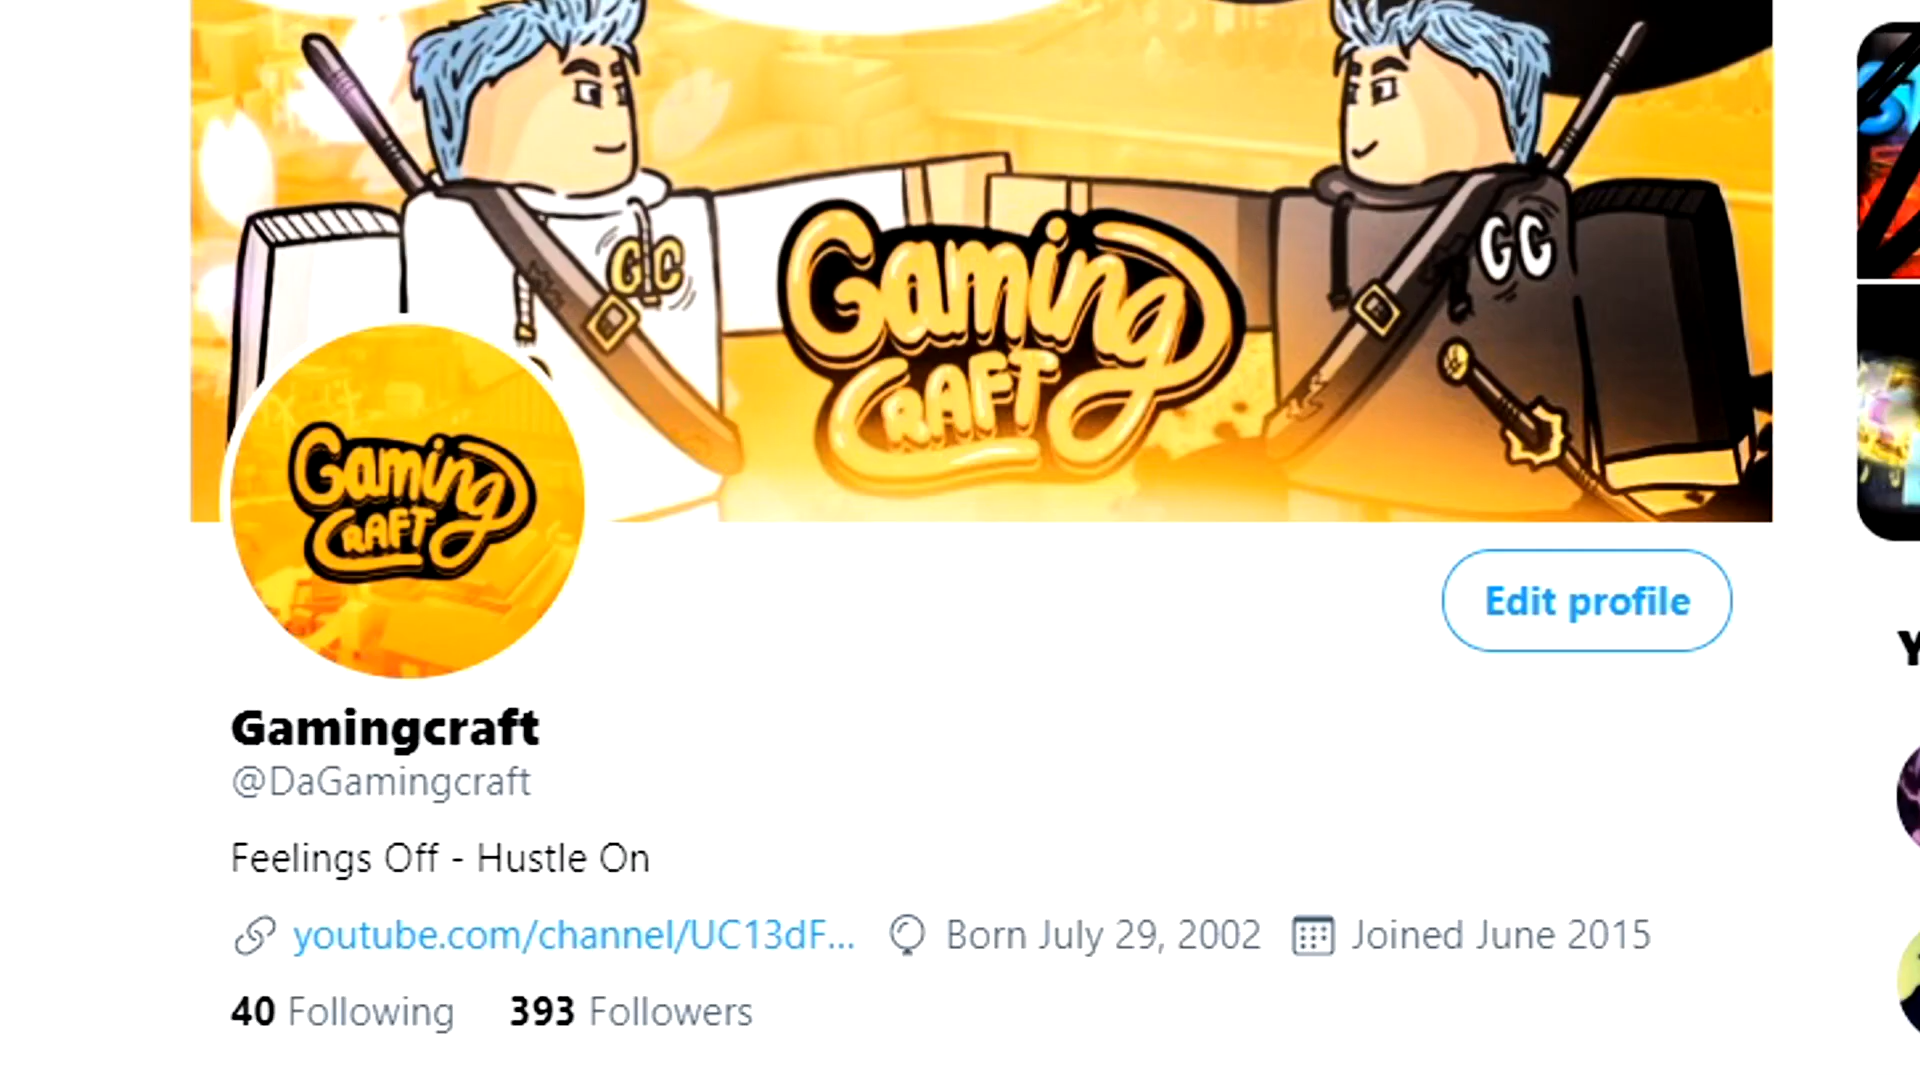 GC
GC
Gaming
CRAFT
Gaming
CRAFT
Edit profile
Gamingcraft
@DaGamingcraft
Feelings Off - Hustle On
youtube.com/channel/UC13dF... Born July 29, 2002 Joined June 2015
40 Following 393 Followers